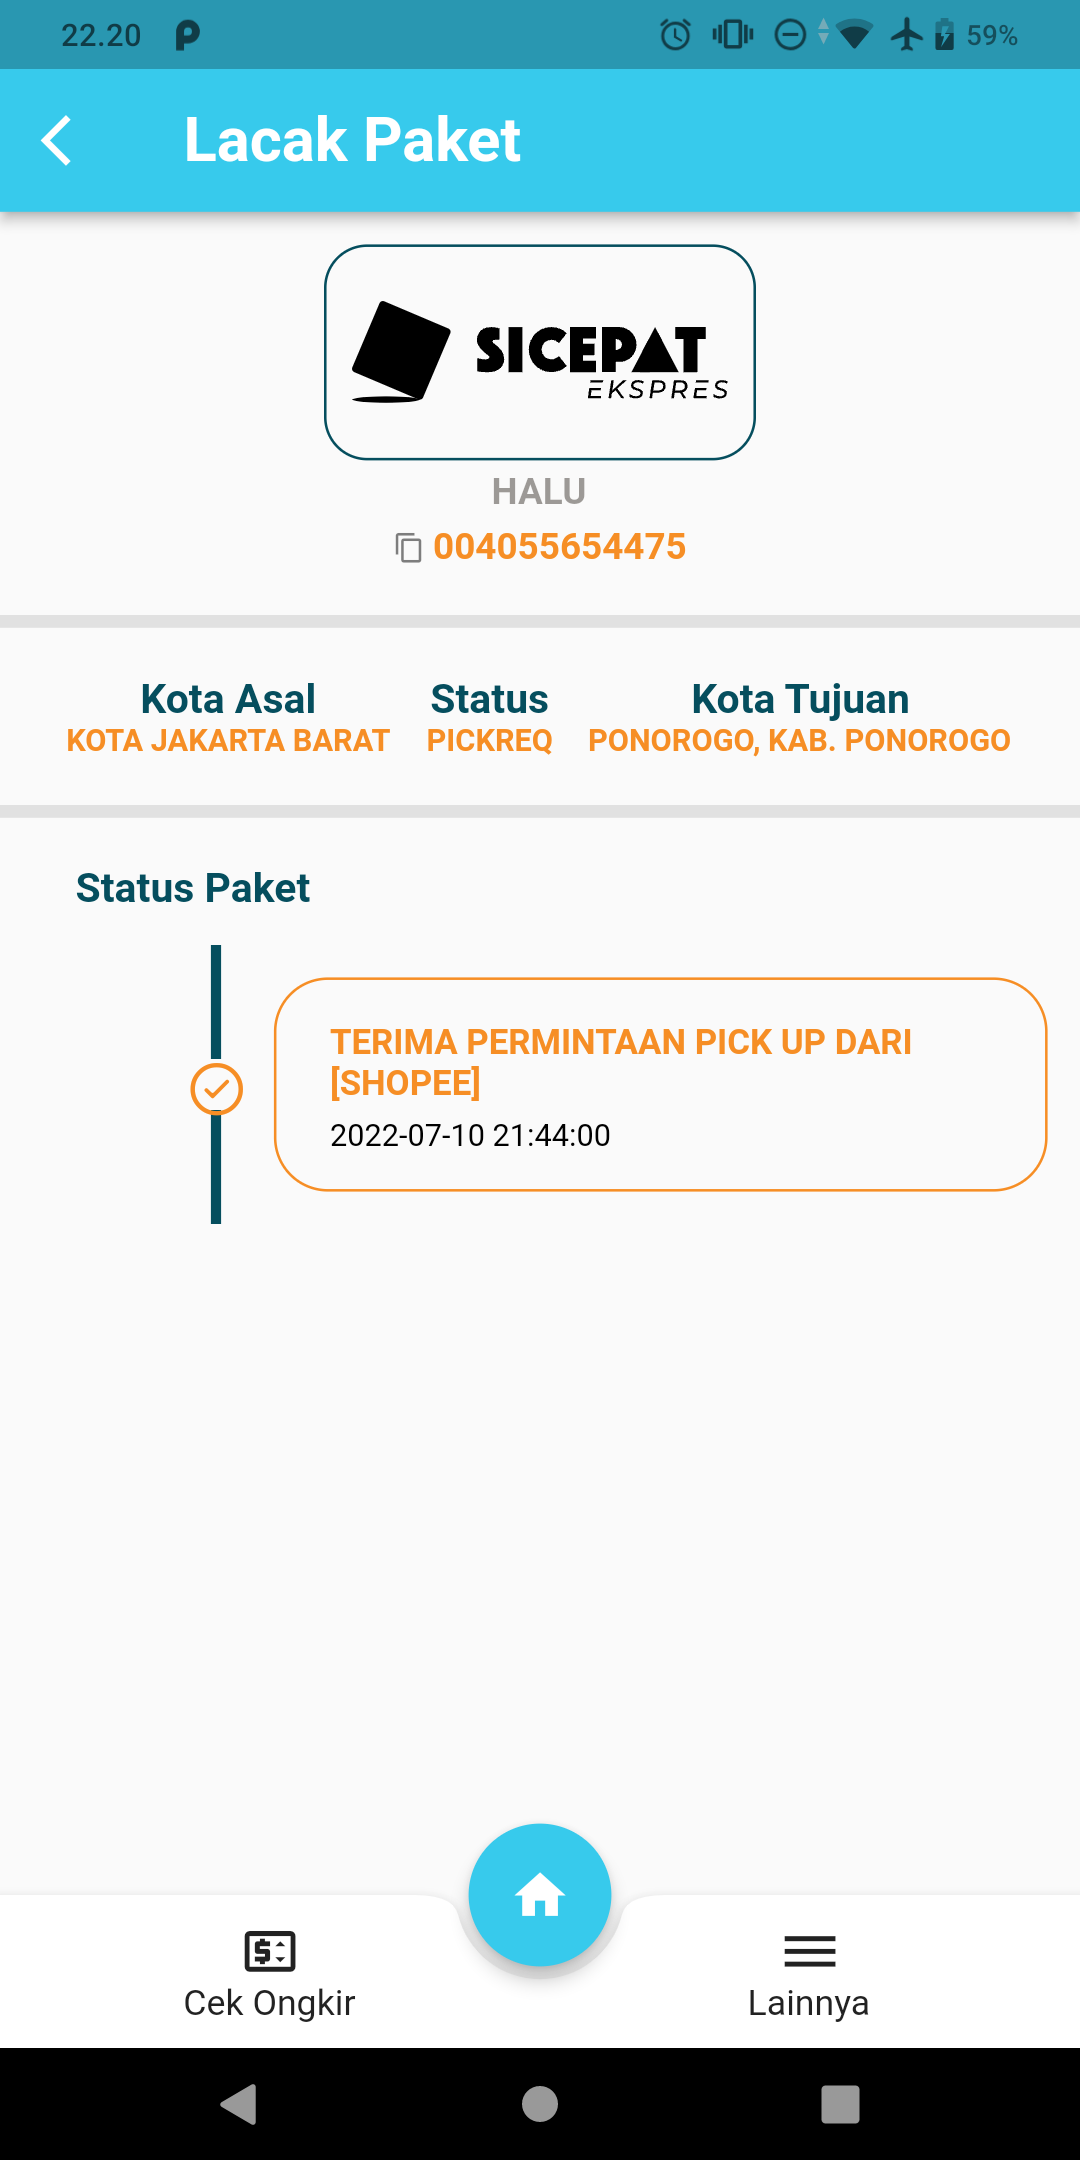 22.20
59%
Lacak Paket
SICEPAT
EKSPRES
HALU
004055654475
Kota Asal
KOTA JAKARTA BARAT
Status
PICKREQ
Kota Tujuan
PONOROGO, KAB. PONOROGO
Status Paket
TERIMA PERMINTAAN PICK UP DARI
[SHOPEE]
2022-07-10 21:44:00
Cek Ongkir
Lainnya